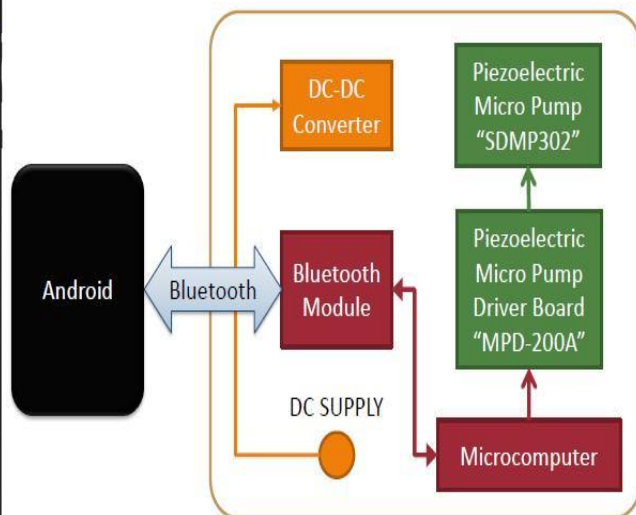 DC-DC
Converter
Piezoelectric
Micro Pump
“SDMP302”
Android
Bluetooth
Bluetooth
Module
Piezoelectric
Micro Pump
Driver Board
“MPD-200A”
DC SUPPLY
Microcomputer